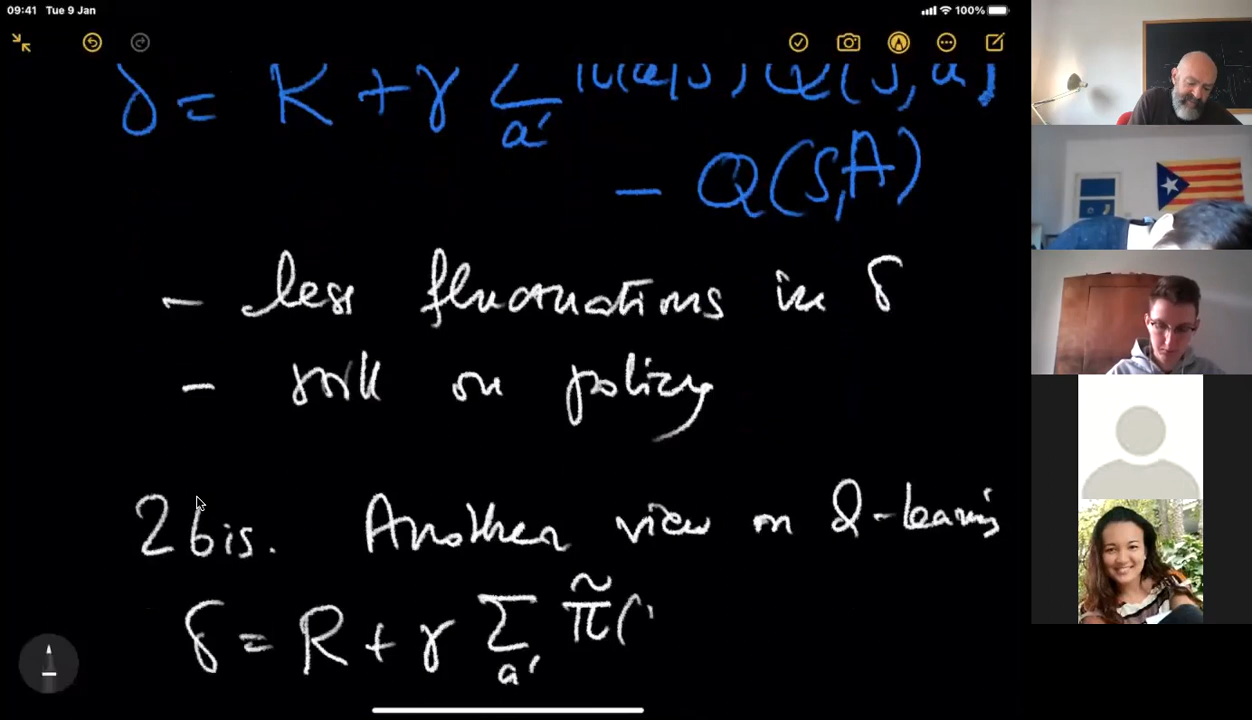 09:41 Tue 9 Jan 100%
δ = R + γ Σ π(a'|s') Q(s', a')
a'
− Q(S,A)
- less fluctuations in δ
- still on policy
2bis. Another view on Q-learning
δ = R + γ Σ π̃(
a'